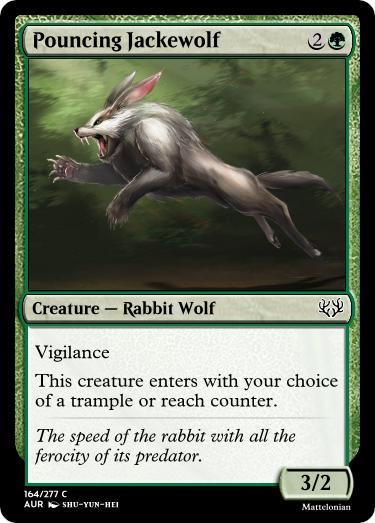 Pouncing Jackewolf 2
Creature — Rabbit Wolf
Vigilance
This creature enters with your choice
of a trample or reach counter.
The speed of the rabbit with all the
ferocity of its predator.
3/2
164/277 C
AUR SHU-YUN-HEI
Mattelonian